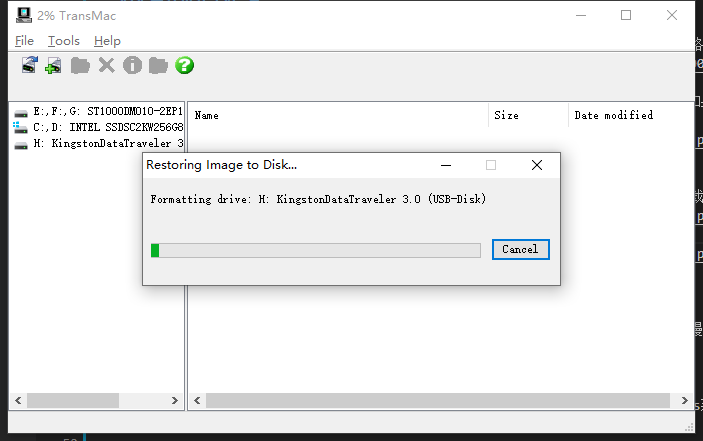 2% TransMac
File Tools Help
E:,F:,G: ST1000DM010-2EP1
C:,D: INTEL SSDSC2KW256G8
H: KingstonDataTraveler 3
Name Size Date modified
Restoring Image to Disk...
Formatting drive: H: KingstonDataTraveler 3.0 (USB-Disk)
Cancel